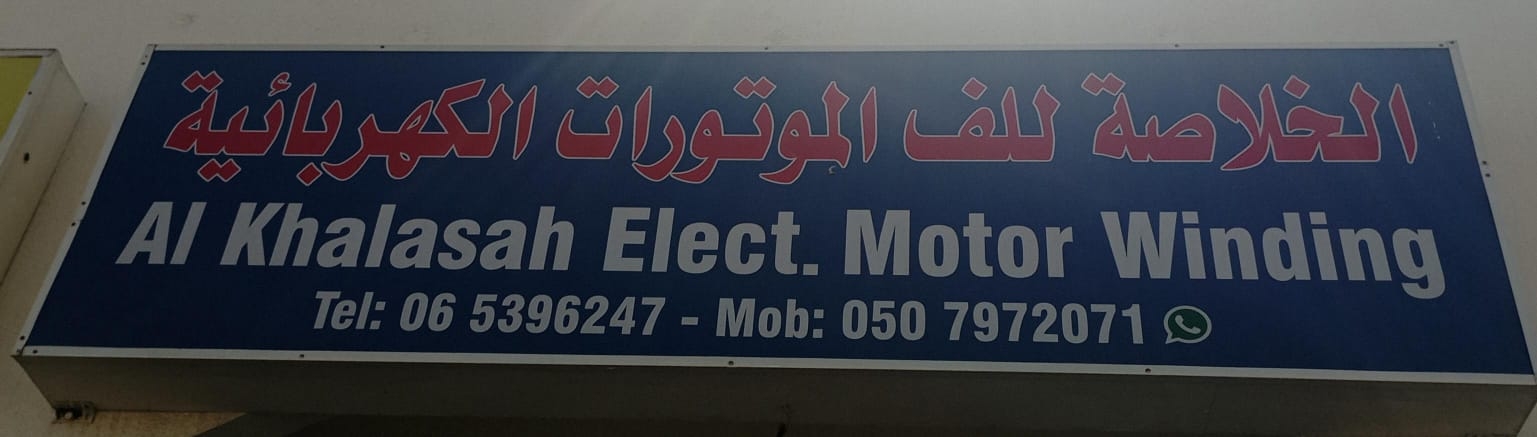 الخلاصة للف الموتورات الكهربائية
Al Khalasah Elect. Motor Winding
Tel: 06 5396247 - Mob: 050 7972071